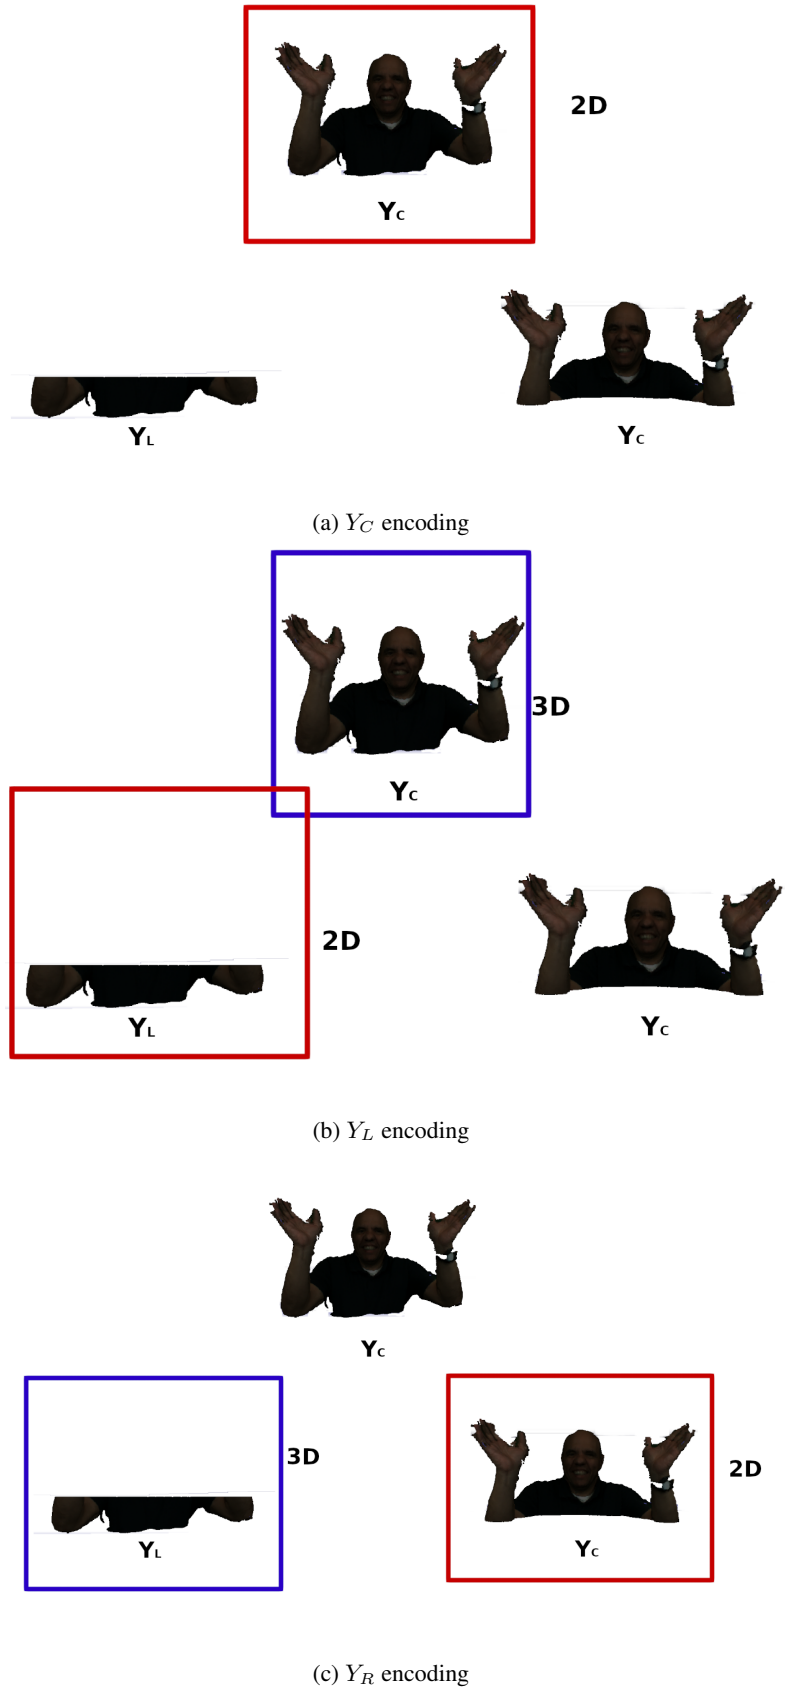 2D
YC
YL
YC
(a) YC encoding
3D
YC
2D
YL
YC
(b) YL encoding
YC
3D
2D
YL
YC
(c) YR encoding